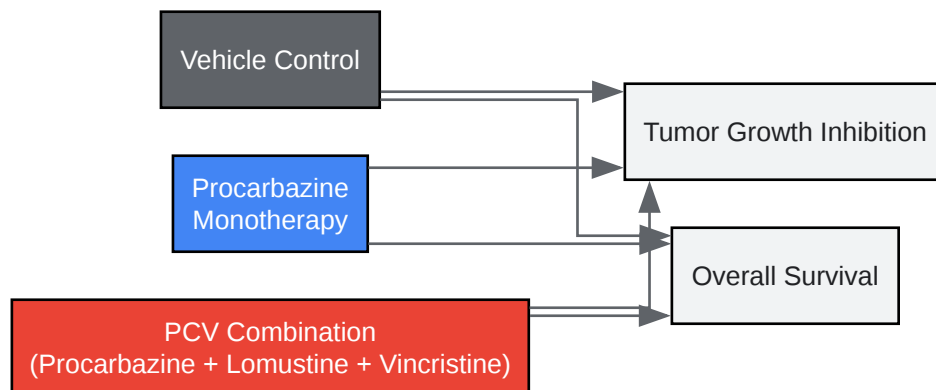 Vehicle Control
Tumor Growth Inhibition
Procarbazine
Monotherapy
Overall Survival
PCV Combination
(Procarbazine + Lomustine + Vincristine)